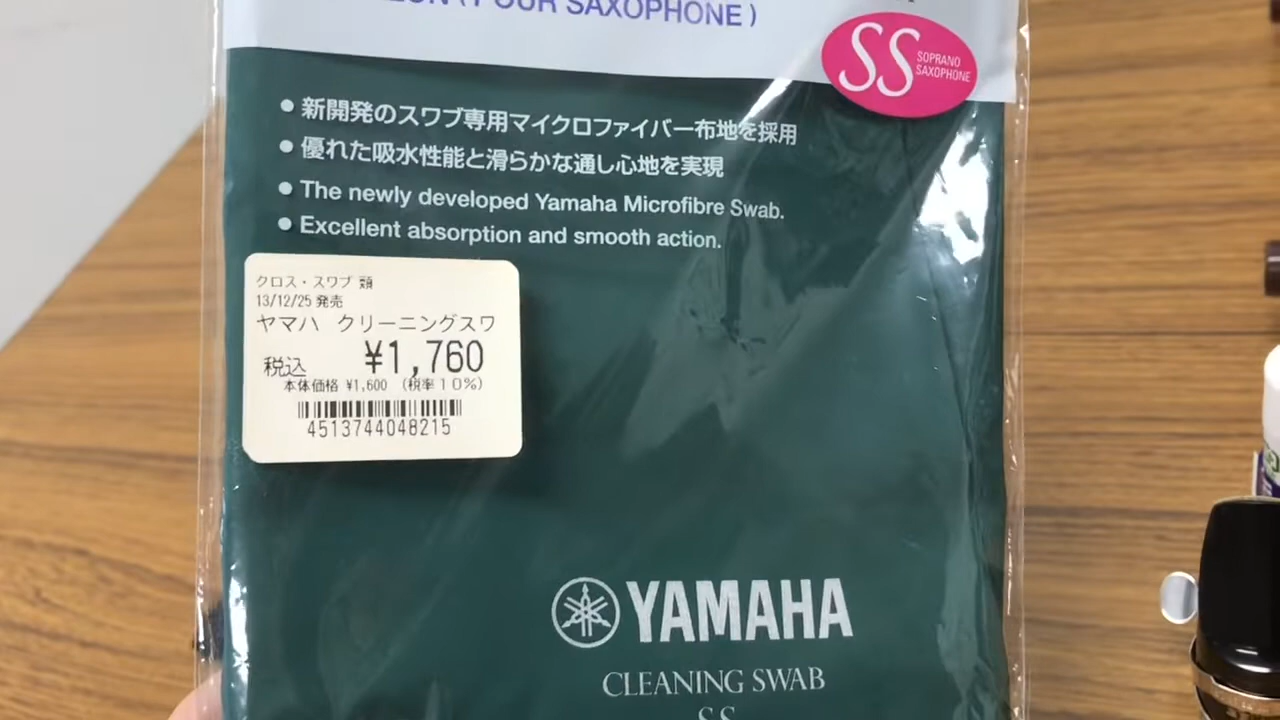 (POUR SAXOPHONE)
SS
SOPRANO
SAXOPHONE
● 新開発のスワブ専用マイクロファイバー布地を採用
● 優れた吸水性能と滑らかな通し心地を実現
● The newly developed Yamaha Microfibre Swab.
● Excellent absorption and smooth action.
クロス・スワブ 類
13/12/25 発売
ヤマハ クリーニングスワ
税込 ¥1,760
本体価格 ¥1,600 (税率10%)
4513744048215
YAMAHA
CLEANING SWAB
SS